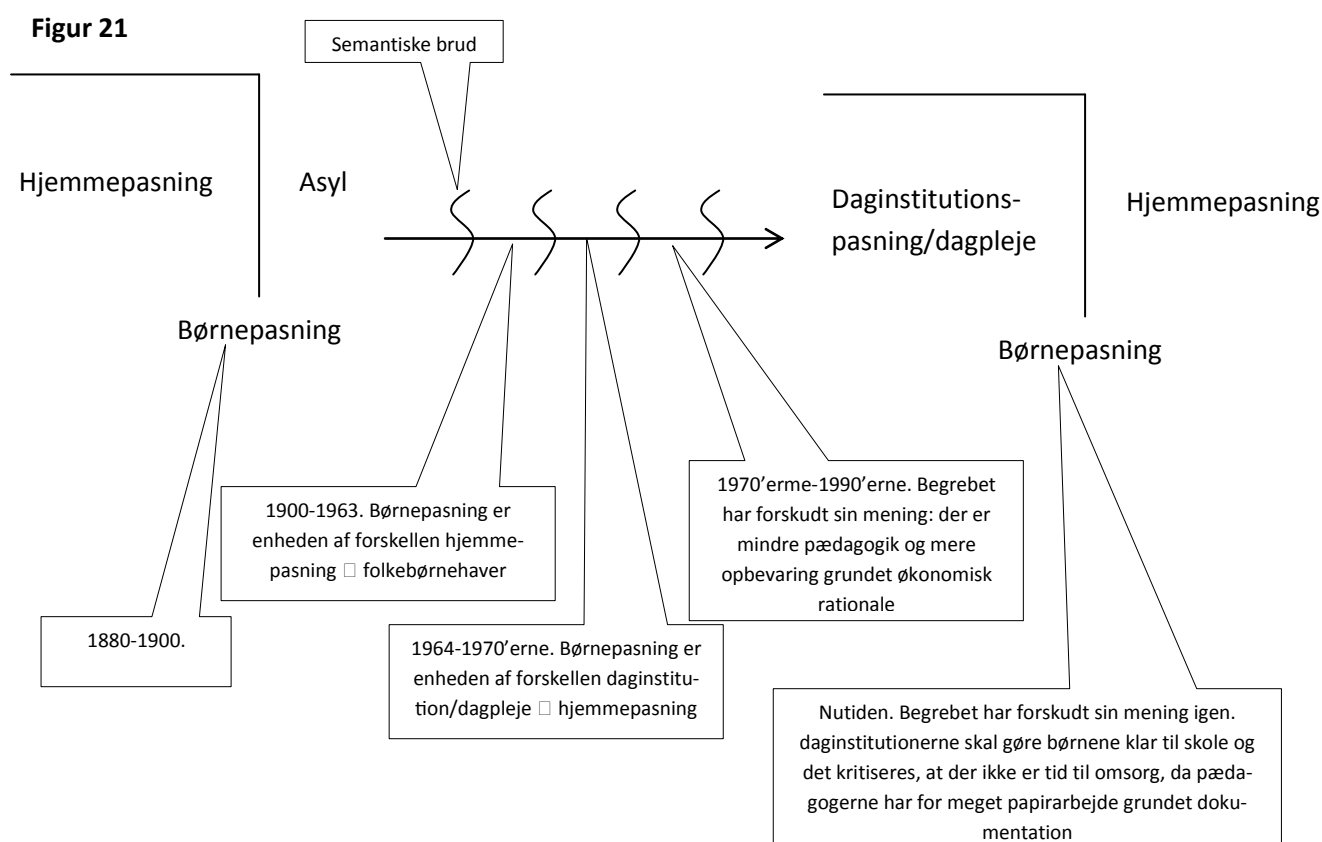 Figur 21
Semantiske brud
Hjemmepasning
Asyl
Daginstitutions-
pasning/dagpleje
Hjemmepasning
Børnepasning
Børnepasning
1900-1963. Børnepasning er
enheden af forskellen hjemme-
pasning □ folkebørnehaver
1970’erme-1990’erne. Begrebet
har forskudt sin mening: der er
mindre pædagogik og mere
opbevaring grundet økonomisk
rationale
1880-1900.
1964-1970’erne. Børnepasning er
enheden af forskellen daginstitu-
tion/dagpleje □ hjemmepasning
Nutiden. Begrebet har forskudt sin mening igen.
daginstitutionerne skal gøre børnene klar til skole og
det kritiseres, at der ikke er tid til omsorg, da pæda-
gogerne har for meget papirarbejde grundet doku-
mentation